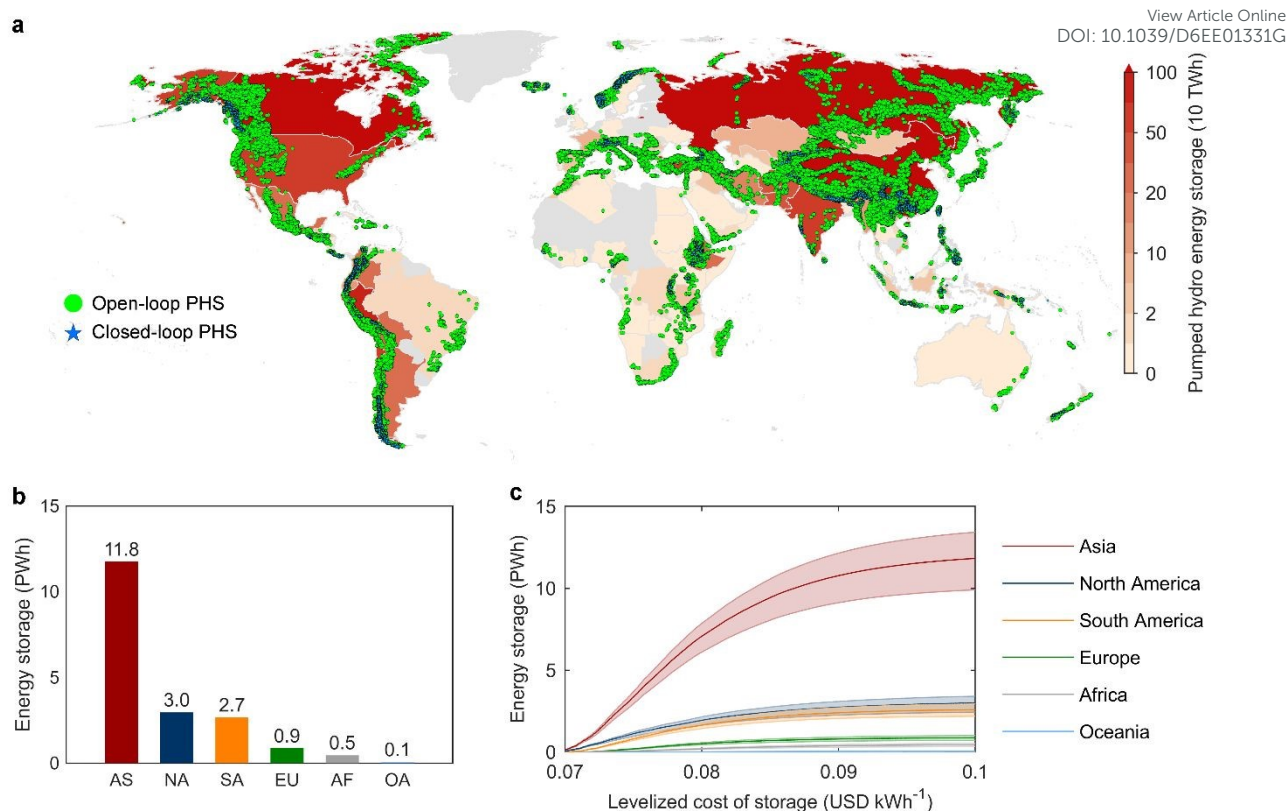 View Article Online
DOI: 10.1039/D6EE01331G
a
Open-loop PHS
Closed-loop PHS
100
50
20
10
2
0
Pumped hydro energy storage (10 TWh)
b
Energy storage (PWh)
15
10
5
0
11.8
3.0
2.7
0.9
0.5
0.1
AS NA SA EU AF OA
c
Energy storage (PWh)
15
10
5
0
0.07 0.08 0.09 0.1
Levelized cost of storage (USD kWh⁻¹)
Asia
North America
South America
Europe
Africa
Oceania